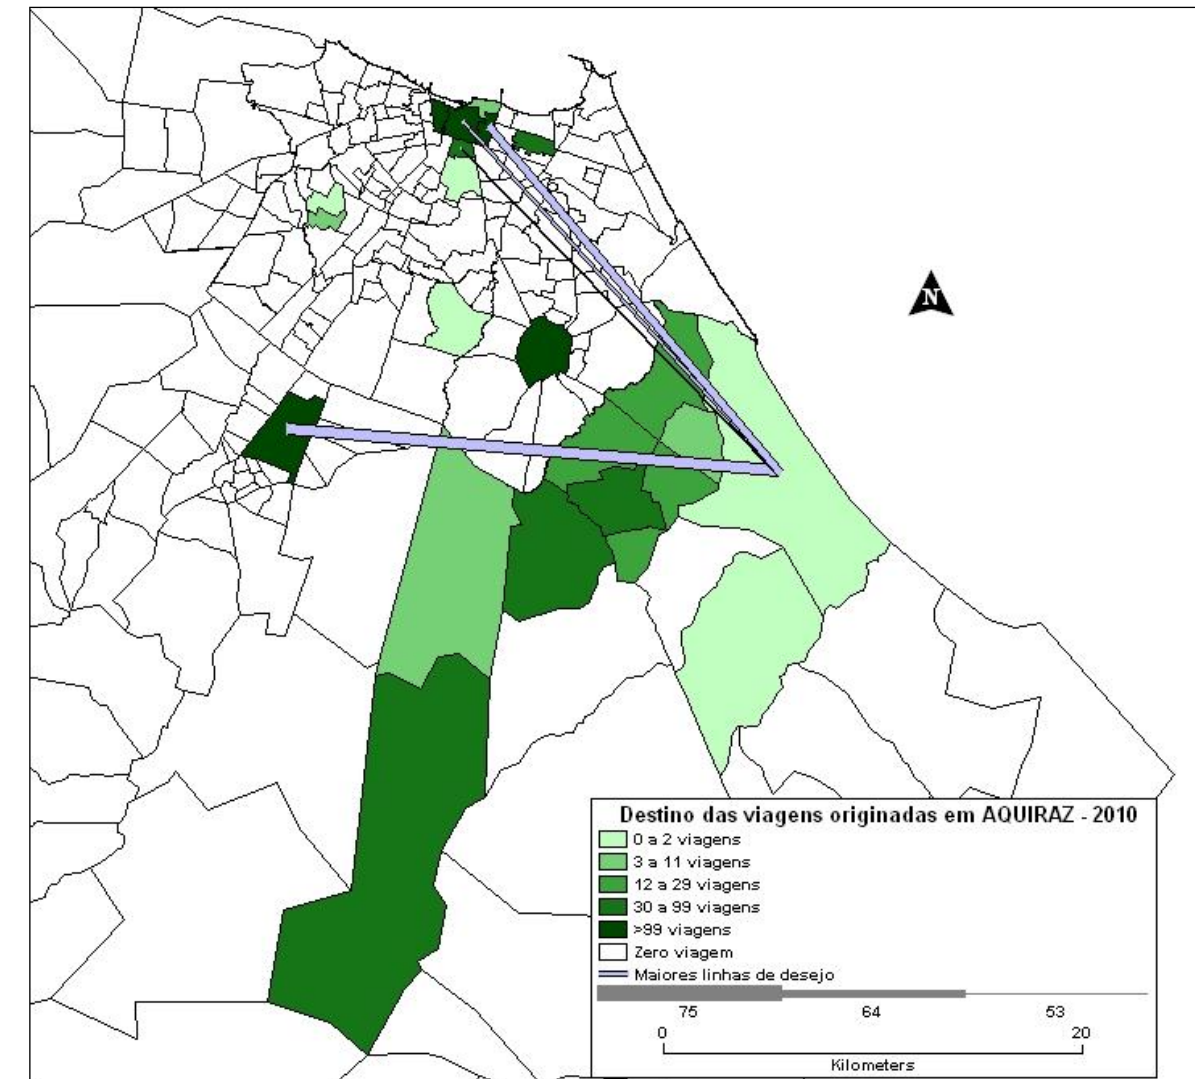 N
Destino das viagens originadas em AQUIRAZ - 2010
0 a 2 viagens
3 a 11 viagens
12 a 29 viagens
30 a 99 viagens
>99 viagens
Zero viagem
Maiores linhas de desejo
75 64 53
0 20
Kilometers